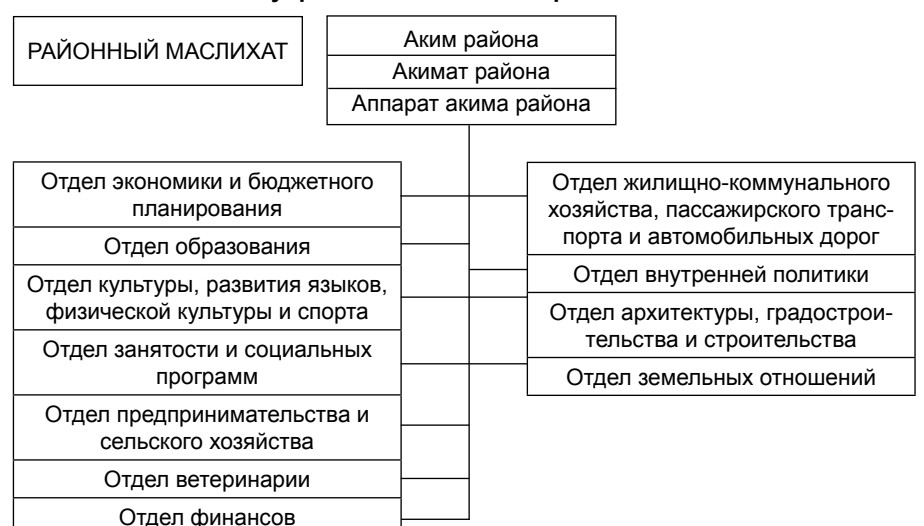 РАЙОННЫЙ МАСЛИХАТ
Аким района
Акимат района
Аппарат акима района
Отдел экономики и бюджетного
планирования
Отдел образования
Отдел культуры, развития языков,
физической культуры и спорта
Отдел занятости и социальных
программ
Отдел предпринимательства и
сельского хозяйства
Отдел ветеринарии
Отдел финансов
Отдел жилищно-коммунального
хозяйства, пассажирского транс-
порта и автомобильных дорог
Отдел внутренней политики
Отдел архитектуры, градострои-
тельства и строительства
Отдел земельных отношений